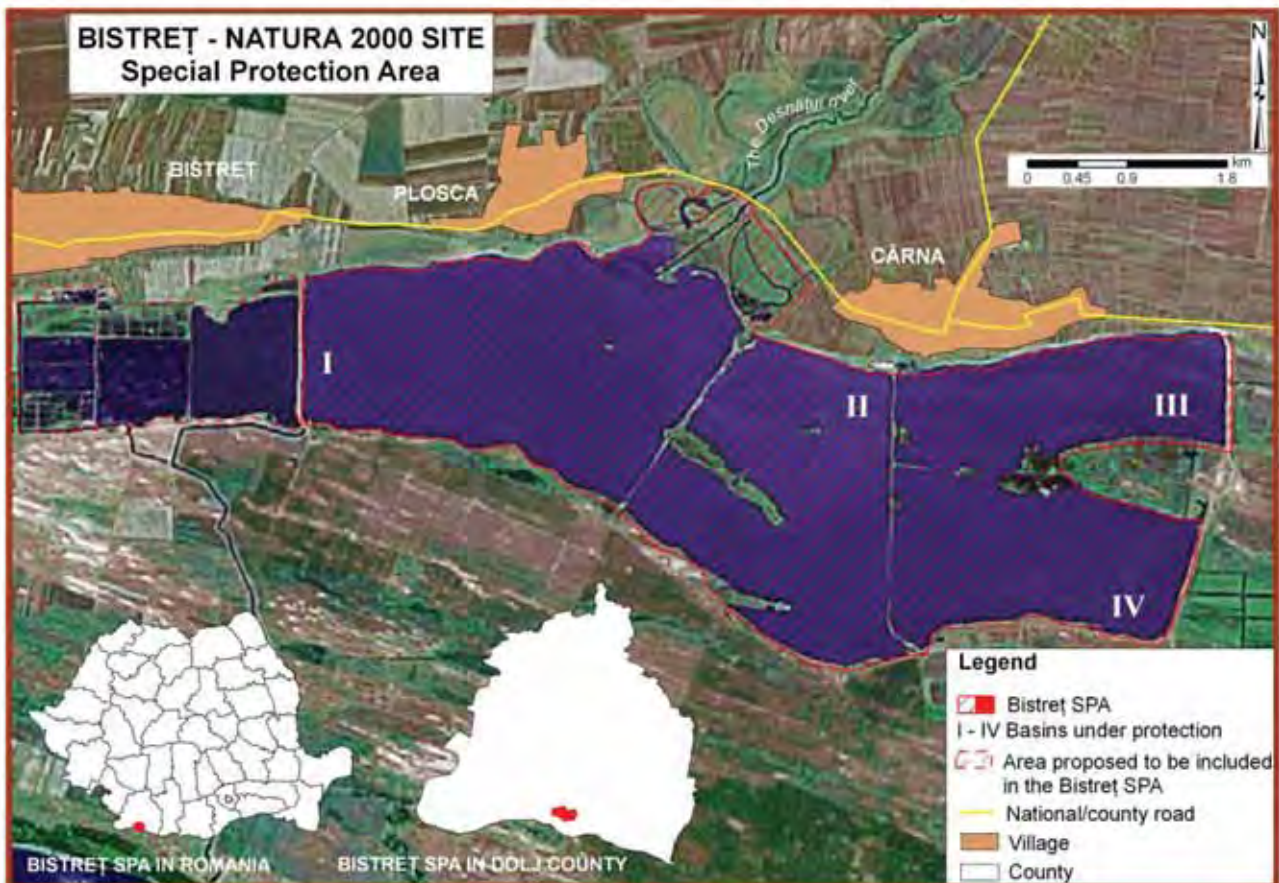 BISTREȚ - NATURA 2000 SITE
Special Protection Area
N
km
0 0.45 0.9 1.8
The Desnățui river
BISTREȚ
PLOSCA
CÂRNA
I
II
III
IV
Legend
Bistreț SPA
I - IV Basins under protection
Area proposed to be included
in the Bistreț SPA
National/county road
Village
County
BISTREȚ SPA IN ROMANIA
BISTREȚ SPA IN DOLJ COUNTY